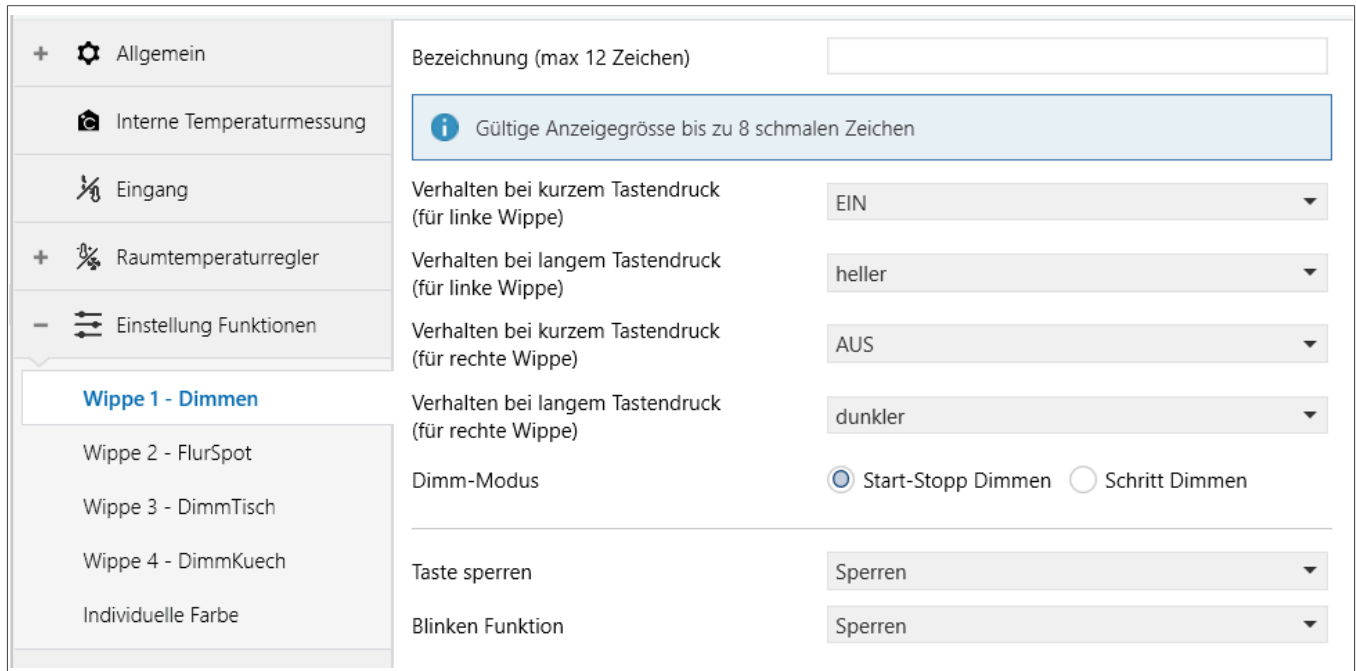 Allgemein
Interne Temperaturmessung
Eingang
Raumtemperaturregler
Einstellung Funktionen
Wippe 1 - Dimmen
Wippe 2 - FlurSpot
Wippe 3 - DimmTisch
Wippe 4 - DimmKuech
Individuelle Farbe
Bezeichnung (max 12 Zeichen)
Gültige Anzeigegrösse bis zu 8 schmalen Zeichen
Verhalten bei kurzem Tastendruck
(für linke Wippe)
EIN
Verhalten bei langem Tastendruck
(für linke Wippe)
heller
Verhalten bei kurzem Tastendruck
(für rechte Wippe)
AUS
Verhalten bei langem Tastendruck
(für rechte Wippe)
dunkler
Dimm-Modus
Start-Stopp Dimmen
Schritt Dimmen
Taste sperren
Sperren
Blinken Funktion
Sperren